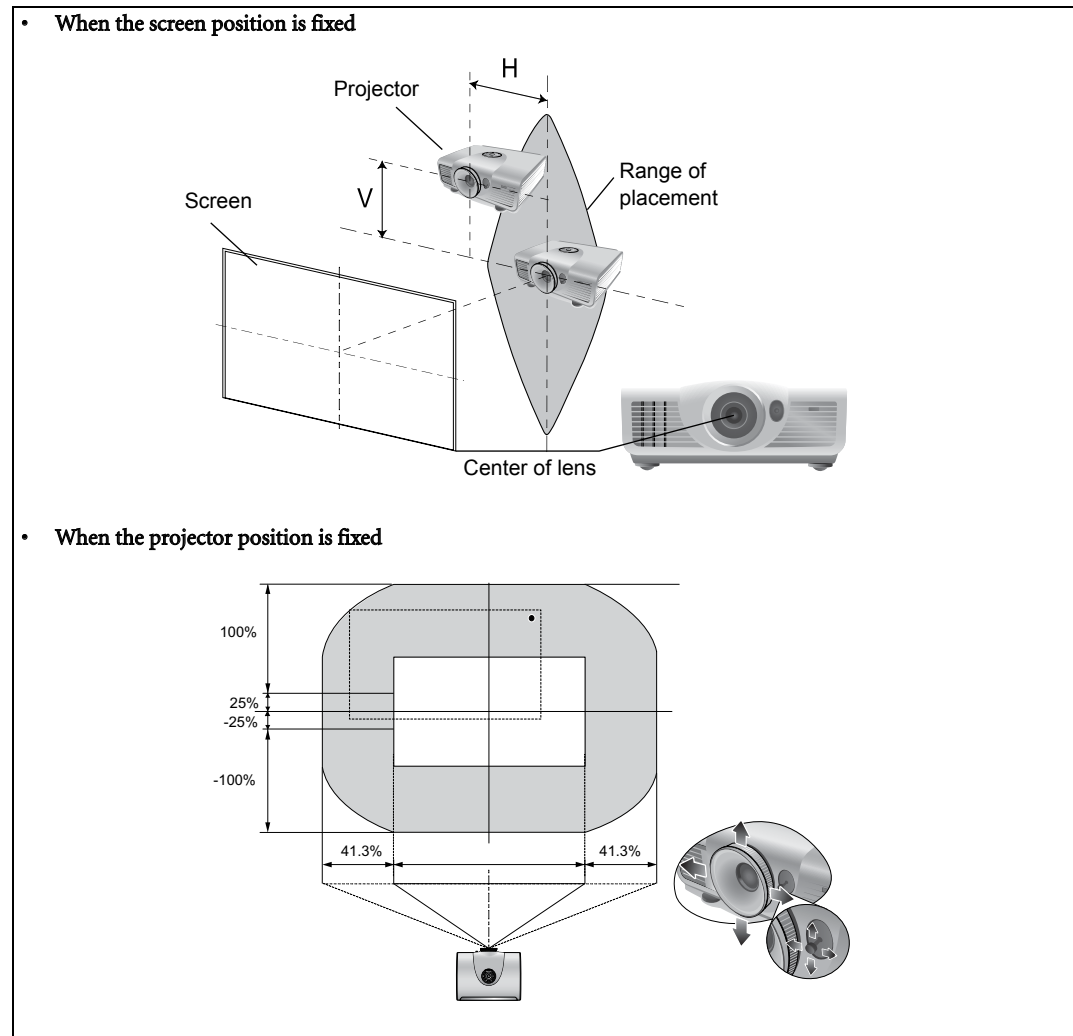 • When the screen position is fixed
H
Projector
Range of
placement
V
Screen
Center of lens
• When the projector position is fixed
100%
25%
-25%
-100%
41.3%
41.3%